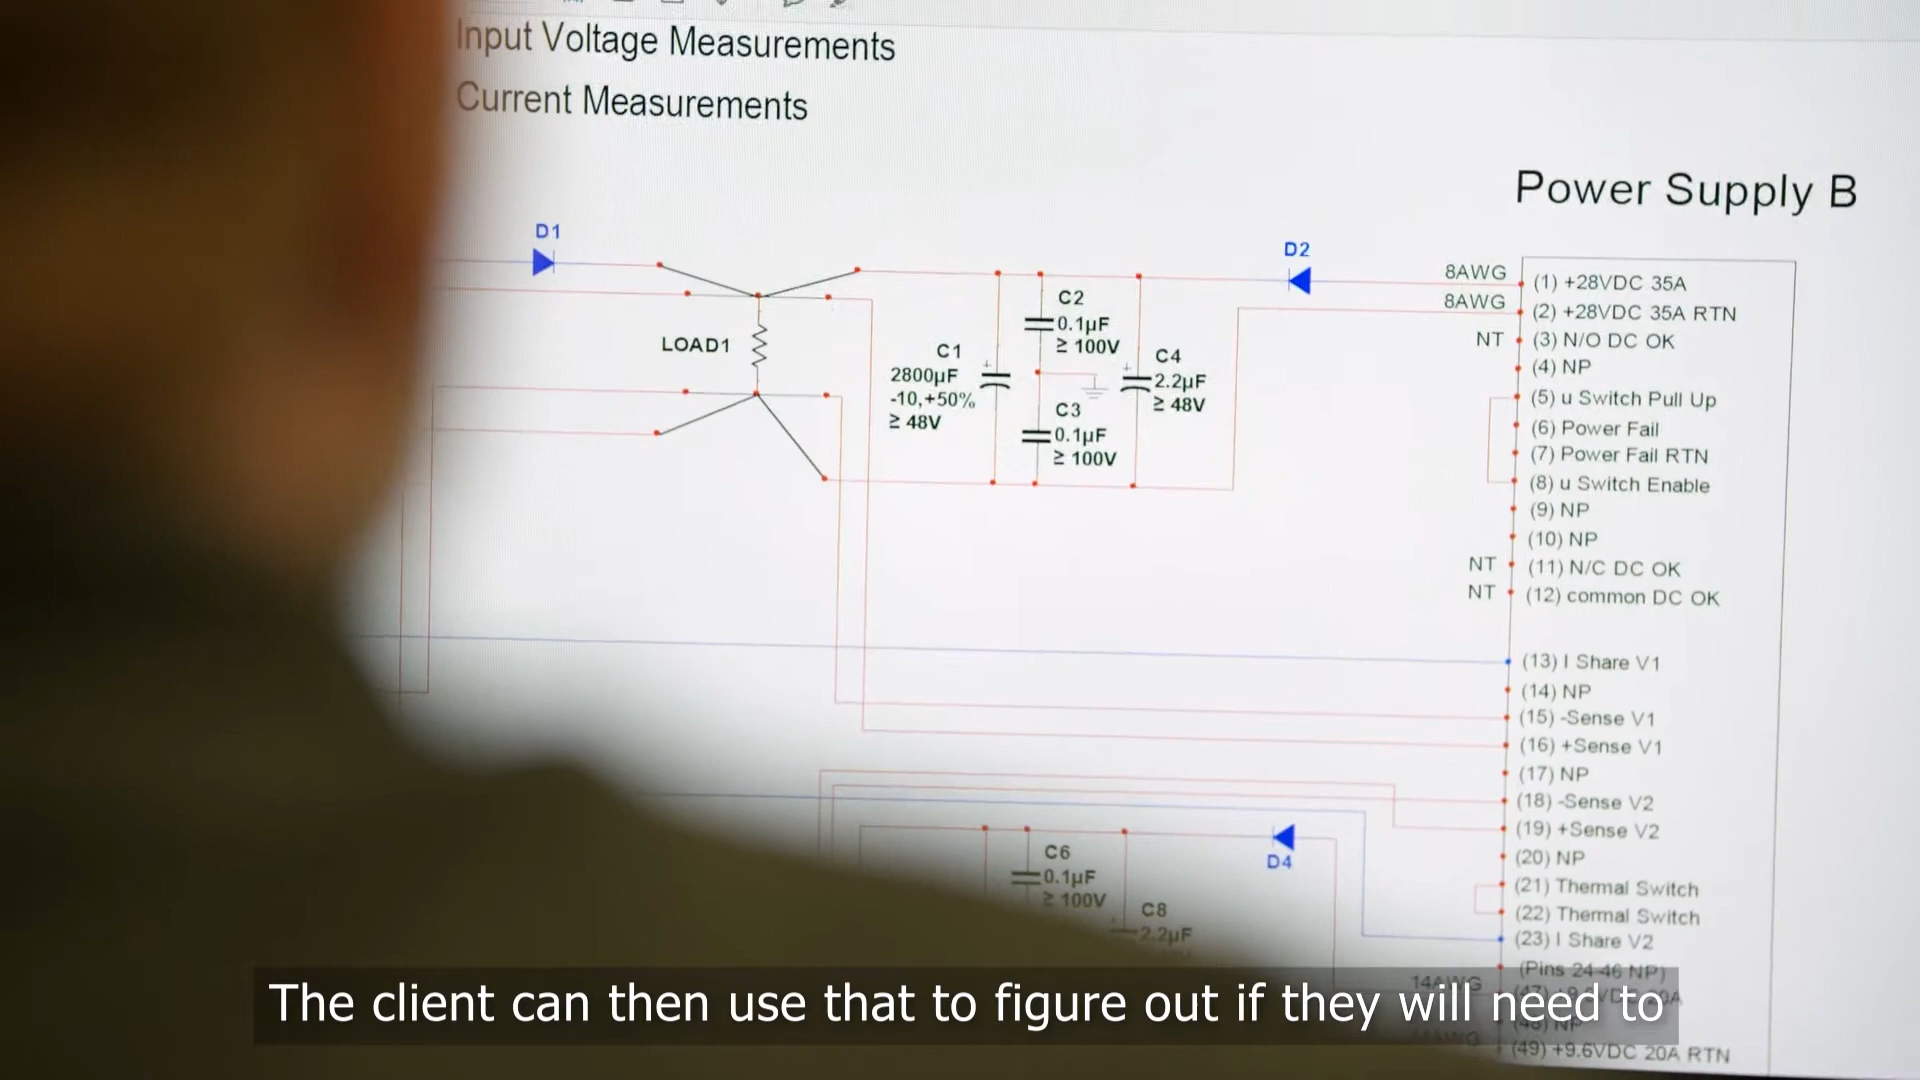 Input Voltage Measurements
Current Measurements
Power Supply B
D1
D2
8AWG
(1) +28VDC 35A
8AWG
(2) +28VDC 35A RTN
NT
(3) N/O DC OK
(4) NP
(5) u Switch Pull Up
(6) Power Fail
(7) Power Fail RTN
(8) u Switch Enable
(9) NP
(10) NP
NT
(11) N/C DC OK
NT
(12) common DC OK
LOAD1
C1
2800µF
-10,+50%
≥ 48V
C2
0.1µF
≥ 100V
C3
0.1µF
≥ 100V
C4
2.2µF
≥ 48V
(13) I Share V1
(14) NP
(15) -Sense V1
(16) +Sense V1
(17) NP
(18) -Sense V2
(19) +Sense V2
(20) NP
(21) Thermal Switch
(22) Thermal Switch
(23) I Share V2
(Pins 24-46 NP)
D4
C6
0.1µF
≥ 100V
C8
2.2µF
14AWG
(48) NP
(49) +9.6VDC 20A RTN
The client can then use that to figure out if they will need to